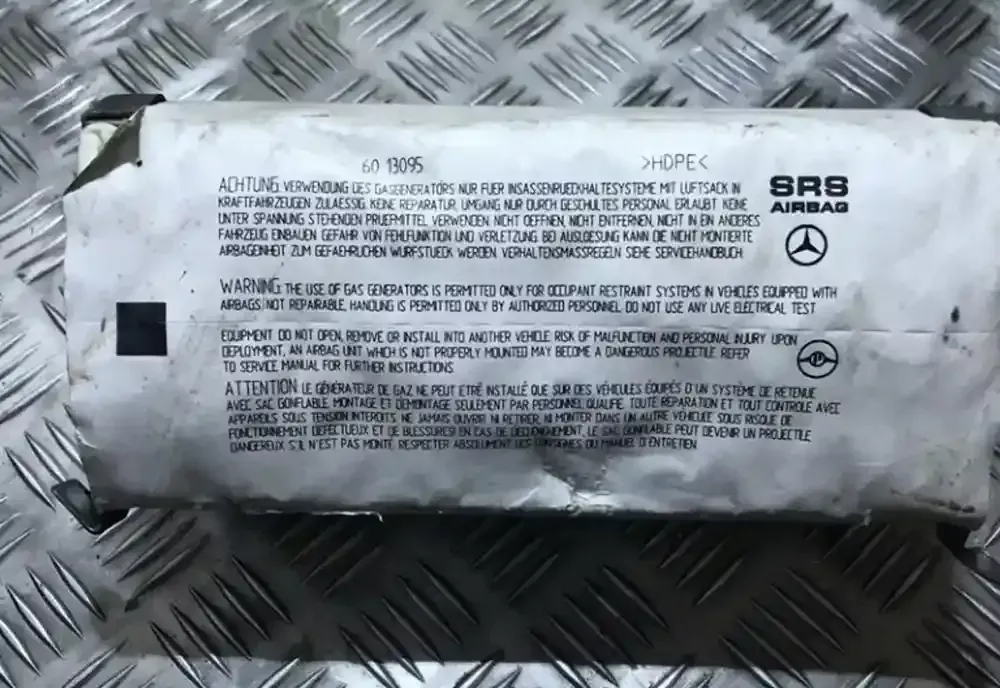 60 13095
>HDPE<
ACHTUNG VERWENDUNG DES GASGENERATORS NUR FUER INSASSENRUECKHALTESYSTEME MIT LUFTSACK IN
KRAFTFAHRZEUGEN ZULAESSIG. KEINE REPARATUR, UMGANG NUR DURCH GESCHULTES PERSONAL ERLAUBT. KEINE
UNTER SPANNUNG STEHENDEN PRUEFMITTEL VERWENDEN. NICHT OEFFNEN, NICHT ENTFERNEN, NICHT IN EIN ANDERES
FAHRZEUG EINBAUEN. GEFAHR VON FEHLFUNKTION UND VERLETZUNG. BEI AUSLOESUNG KANN DIE NICHT MONTIERTE
AIRBAGEINHEIT ZUM GEFAEHRLICHEN WURFSTUECK WERDEN. VERHALTENSMASSREGELN SIEHE SERVICEHANDBUCH.
SRS
AIRBAG
WARNING: THE USE OF GAS GENERATORS IS PERMITTED ONLY FOR OCCUPANT RESTRAINT SYSTEMS IN VEHICLES EQUIPPED WITH
AIRBAGS. NOT REPAIRABLE, HANDLING IS PERMITTED ONLY BY AUTHORIZED PERSONNEL. DO NOT USE ANY LIVE ELECTRICAL TEST
EQUIPMENT. DO NOT OPEN, REMOVE OR INSTALL INTO ANOTHER VEHICLE. RISK OF MALFUNCTION AND PERSONAL INJURY. UPON
DEPLOYMENT, AN AIRBAG UNIT WHICH IS NOT PROPERLY MOUNTED MAY BECOME A DANGEROUS PROJECTILE. REFER
TO SERVICE MANUAL FOR FURTHER INSTRUCTIONS.
ATTENTION LE GÉNÉRATEUR DE GAZ NE PEUT ETRÉ INSTALLÉ QUE SUR DES VÉHICULES ÉQUIPÉS D'UN SYSTÈME DE RETENUE
AVEC SAC GONFLABLE. MONTAGE ET DÉMONTAGE SEULEMENT PAR PERSONNEL QUALIFIÉ. TOUTE RÉPARATION ET TOUT CONTROLE AVEC
APPAREILS SOUS TENSION INTERDITS. NE JAMAIS OUVRIR NI RETIRER, NI MONTER DANS UN AUTRE VÉHICULE SOUS RISQUE DE
FONCTIONNEMENT DÉFECTUEUX ET DE BLESSURES! EN CAS DE DÉCLENCHEMENT, LE SAC GONFLABLE PEUT DEVENIR UN PROJECTILE
DANGEREUX S'IL N'EST PAS MONTÉ. RESPECTER ABSOLUMENT LES CONSIGNES DU MANUEL D'ENTRETIEN